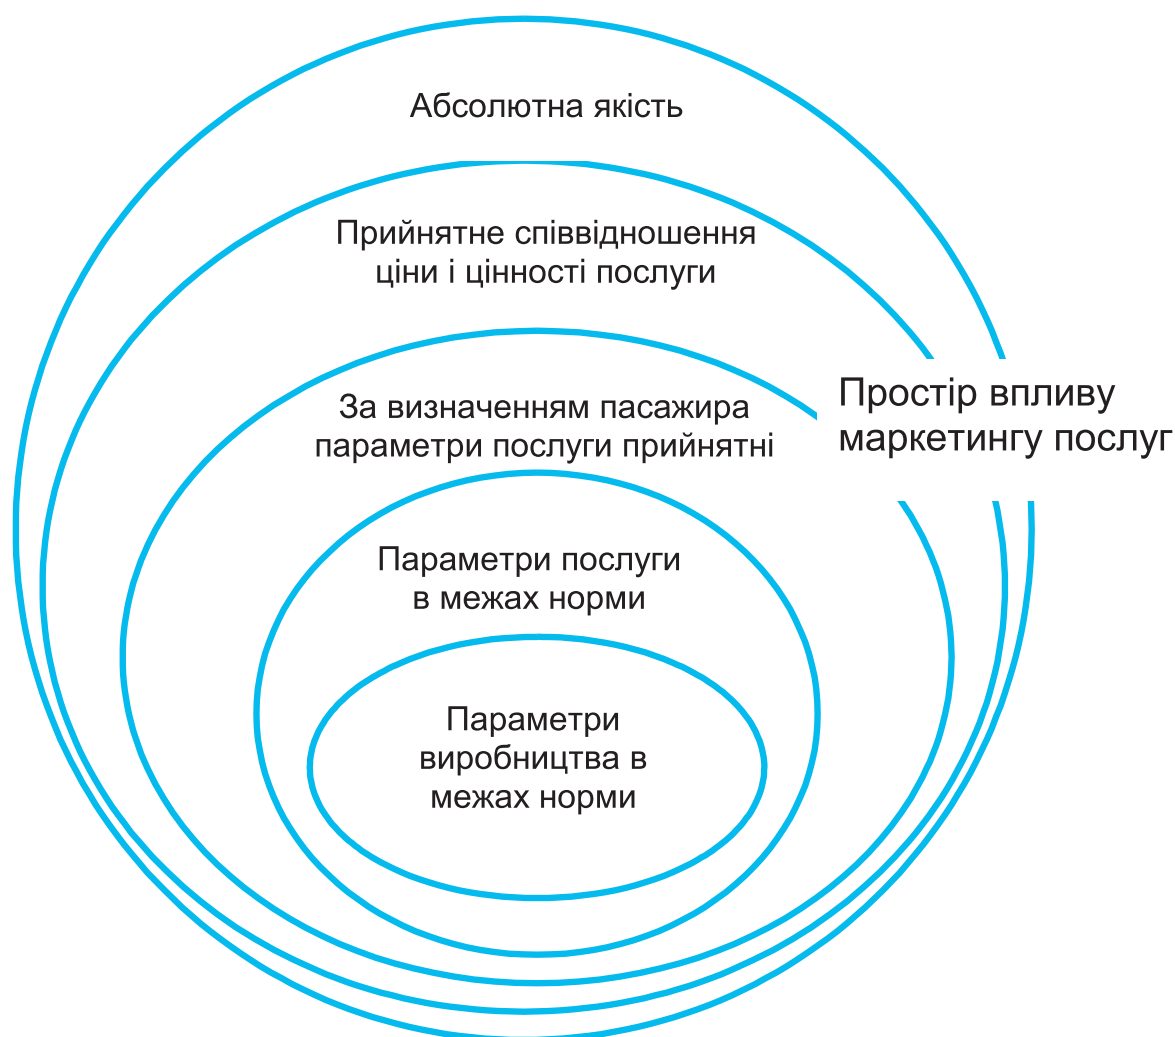 Абсолютна якість
Прийнятне співвідношення
ціни і цінності послуги
Простір впливу
маркетингу послуг
За визначенням пасажира
параметри послуги прийнятні
Параметри послуги
в межах норми
Параметри
виробництва в
межах норми